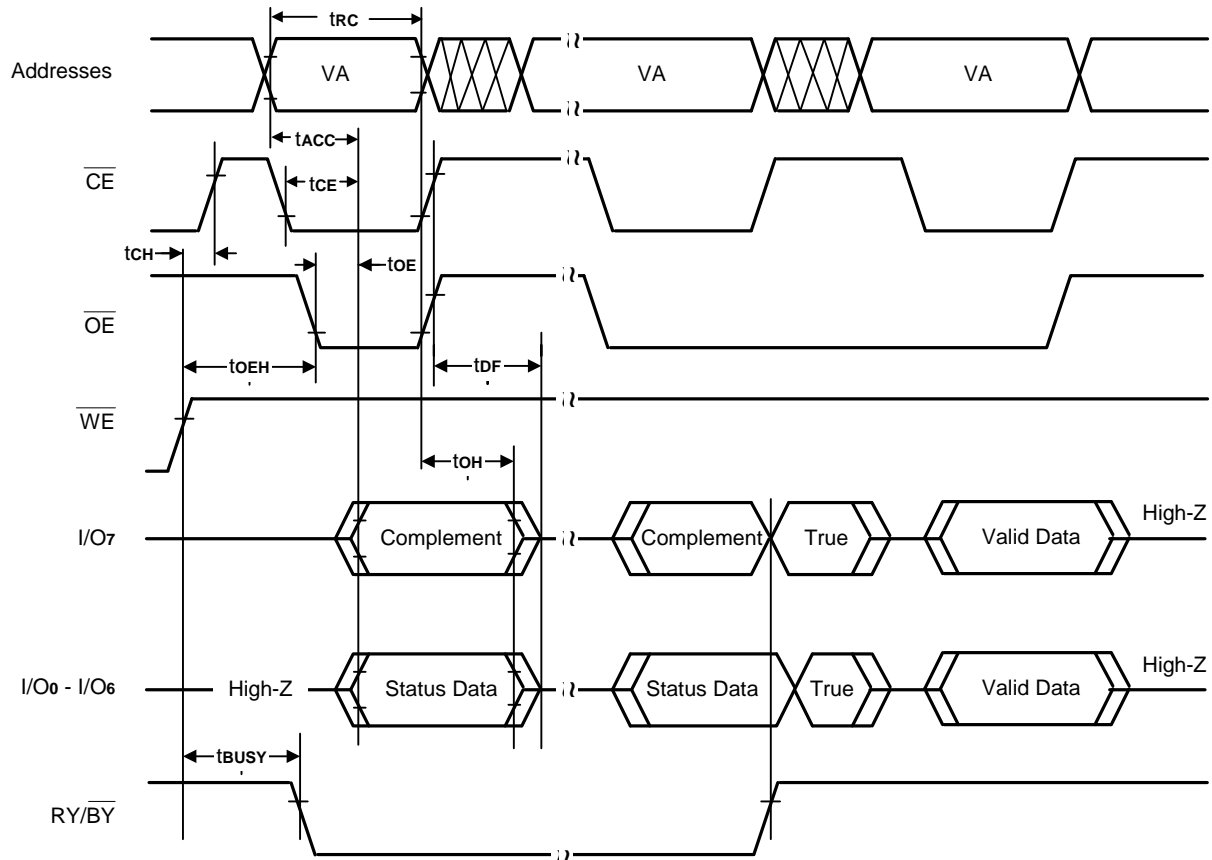 tRC
Addresses
VA
VA
VA
tACC
CE
tCE
tCH
tOE
OE
tOEH
tDF
WE
tOH
I/O7
Complement
Complement
True
Valid Data
High-Z
I/O0 - I/O6
High-Z
Status Data
Status Data
True
Valid Data
High-Z
tBUSY
RY/BY